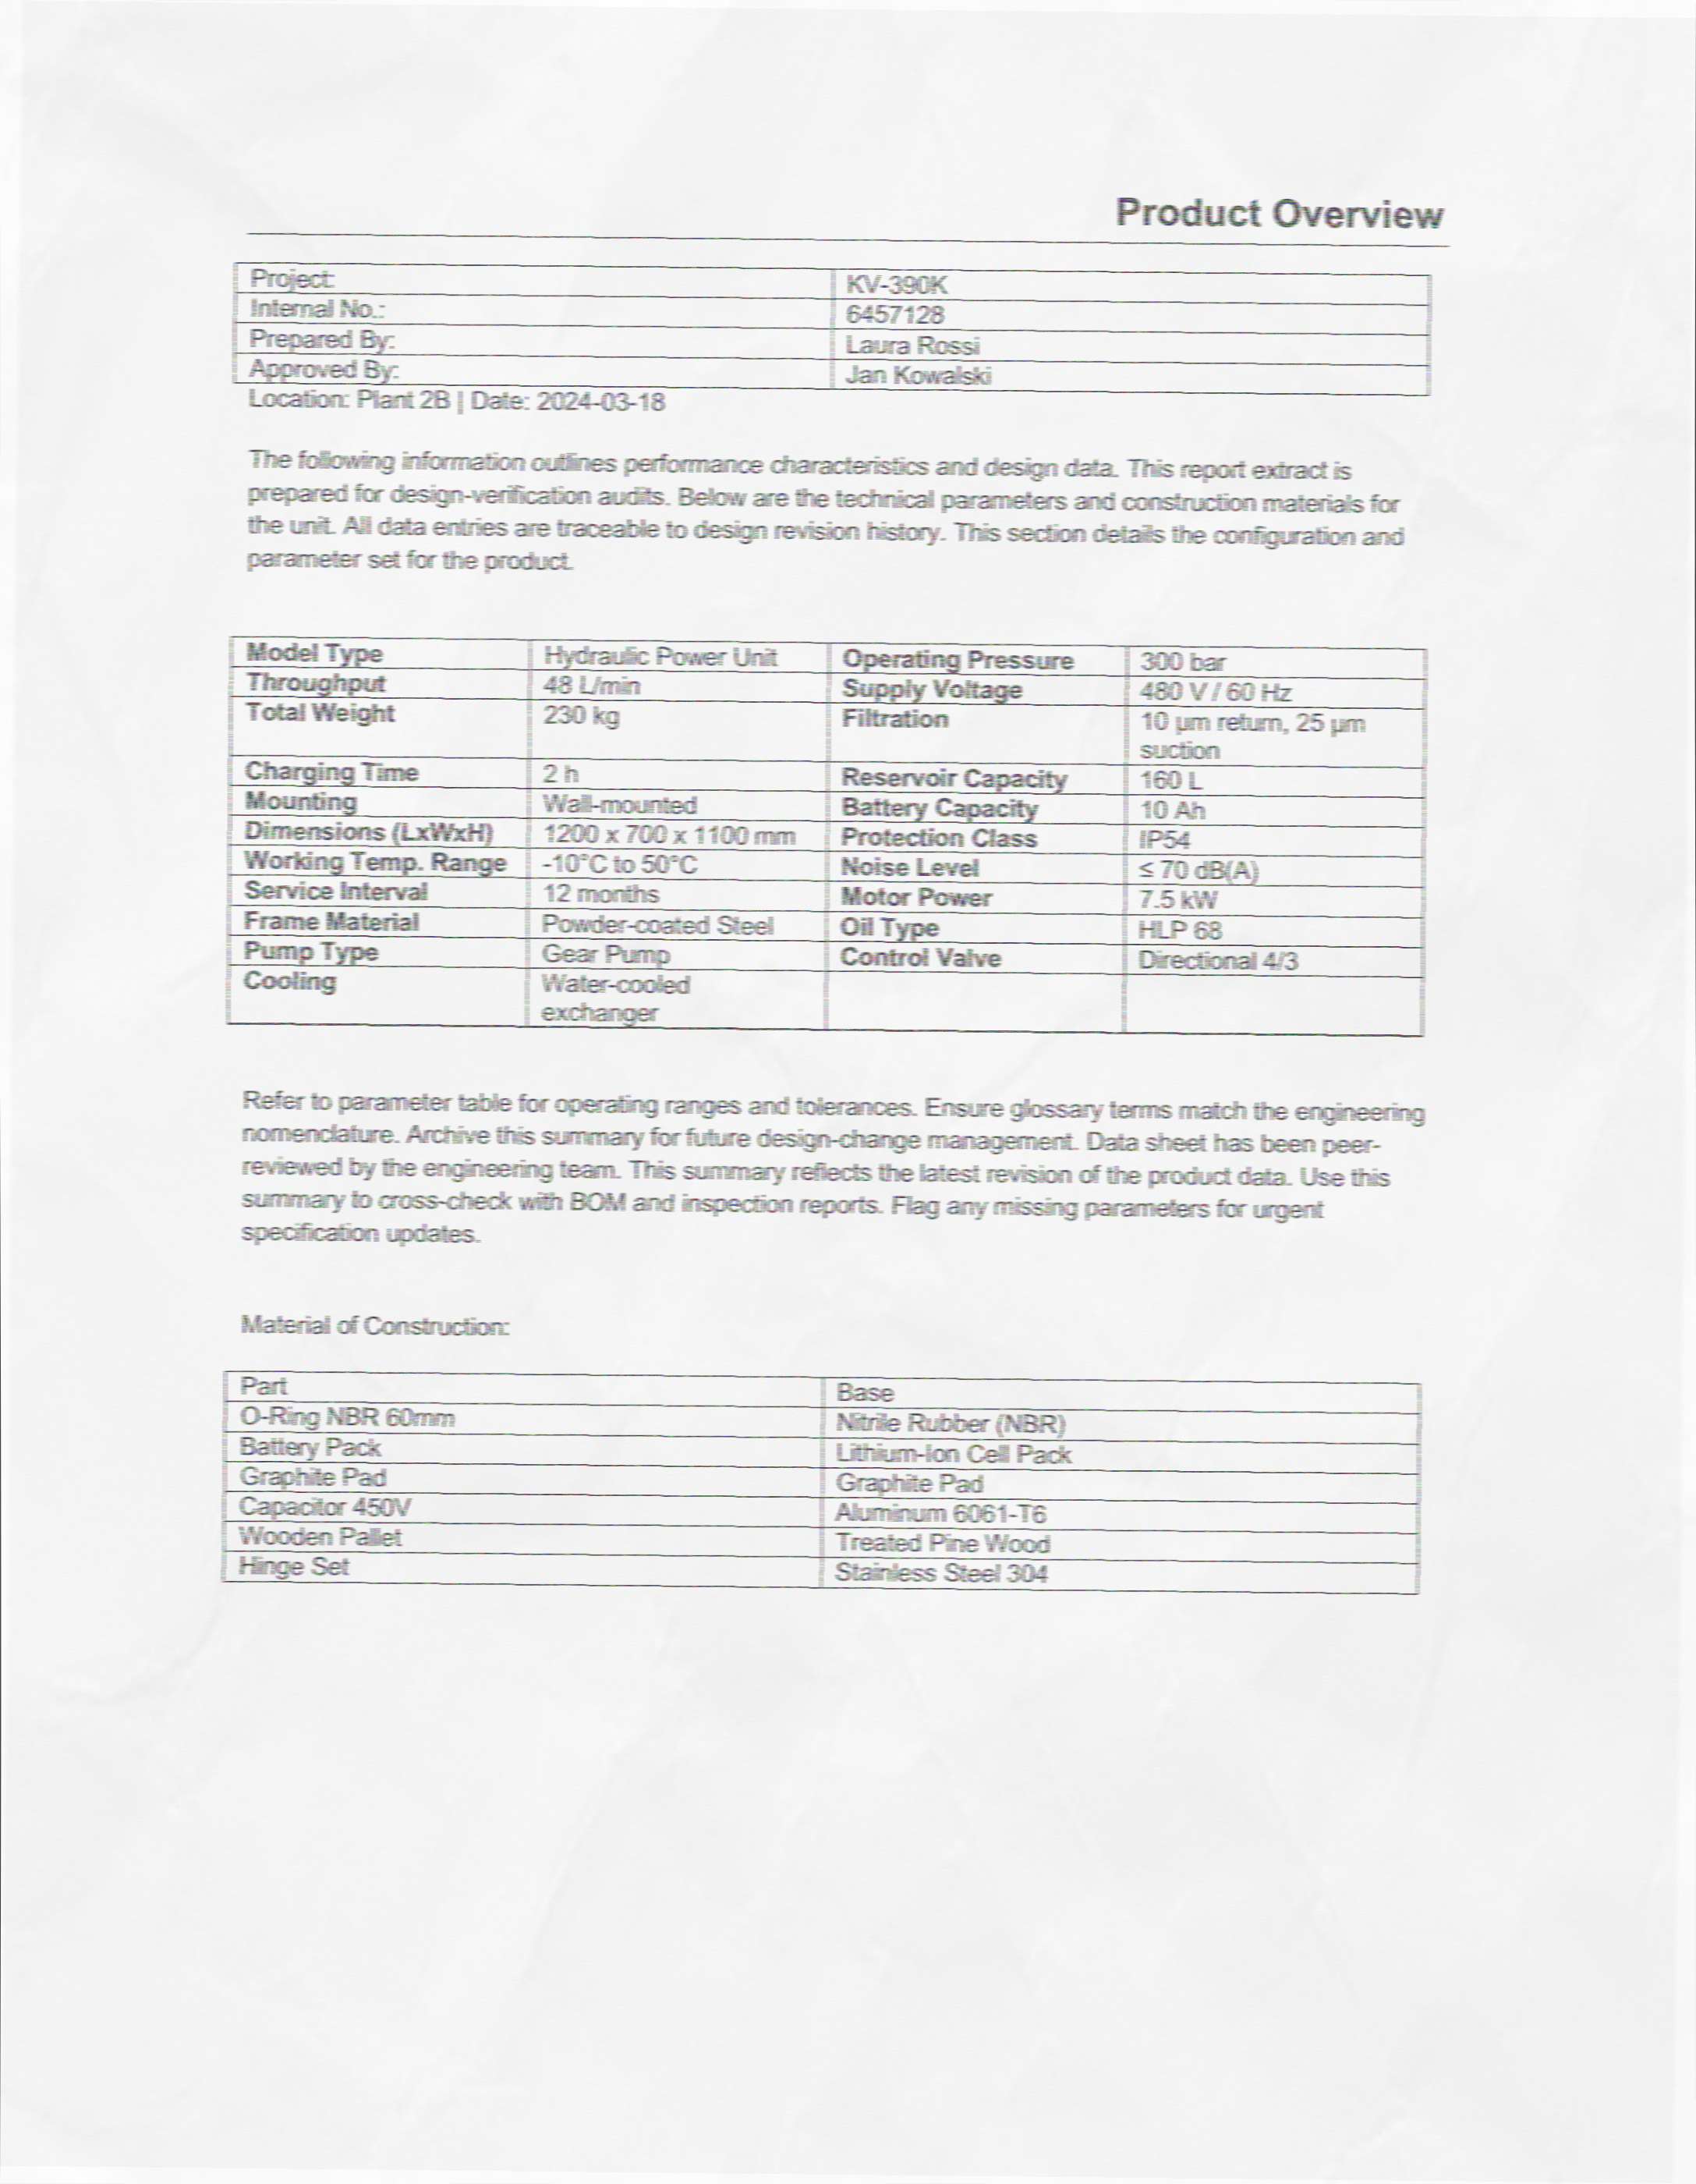 Product Overview
Project: KV-390K
Internal No.: 6457128
Prepared By: Laura Rossi
Approved By: Jan Kowalski
Location: Plant 2B | Date: 2024-03-18
The following information outlines performance characteristics and design data. This report extract is
prepared for design-verification audits. Below are the technical parameters and construction materials for
the unit. All data entries are traceable to design revision history. This section details the configuration and
parameter set for the product.
Model Type Hydraulic Power Unit Operating Pressure 300 bar
Throughput 48 L/min Supply Voltage 480 V / 60 Hz
Total Weight 230 kg Filtration 10 µm return, 25 µm
suction
Charging Time 2 h Reservoir Capacity 160 L
Mounting Wall-mounted Battery Capacity 10 Ah
Dimensions (LxWxH) 1200 x 700 x 1100 mm Protection Class IP54
Working Temp. Range -10°C to 50°C Noise Level ≤ 70 dB(A)
Service Interval 12 months Motor Power 7.5 kW
Frame Material Powder-coated Steel Oil Type HLP 68
Pump Type Gear Pump Control Valve Directional 4/3
Cooling Water-cooled
exchanger
Refer to parameter table for operating ranges and tolerances. Ensure glossary terms match the engineering
nomenclature. Archive this summary for future design-change management. Data sheet has been peer-
reviewed by the engineering team. This summary reflects the latest revision of the product data. Use this
summary to cross-check with BOM and inspection reports. Flag any missing parameters for urgent
specification updates.
Material of Construction:
Part Base
O-Ring NBR 60mm Nitrile Rubber (NBR)
Battery Pack Lithium-Ion Cell Pack
Graphite Pad Graphite Pad
Capacitor 450V Aluminum 6061-T6
Wooden Pallet Treated Pine Wood
Hinge Set Stainless Steel 304